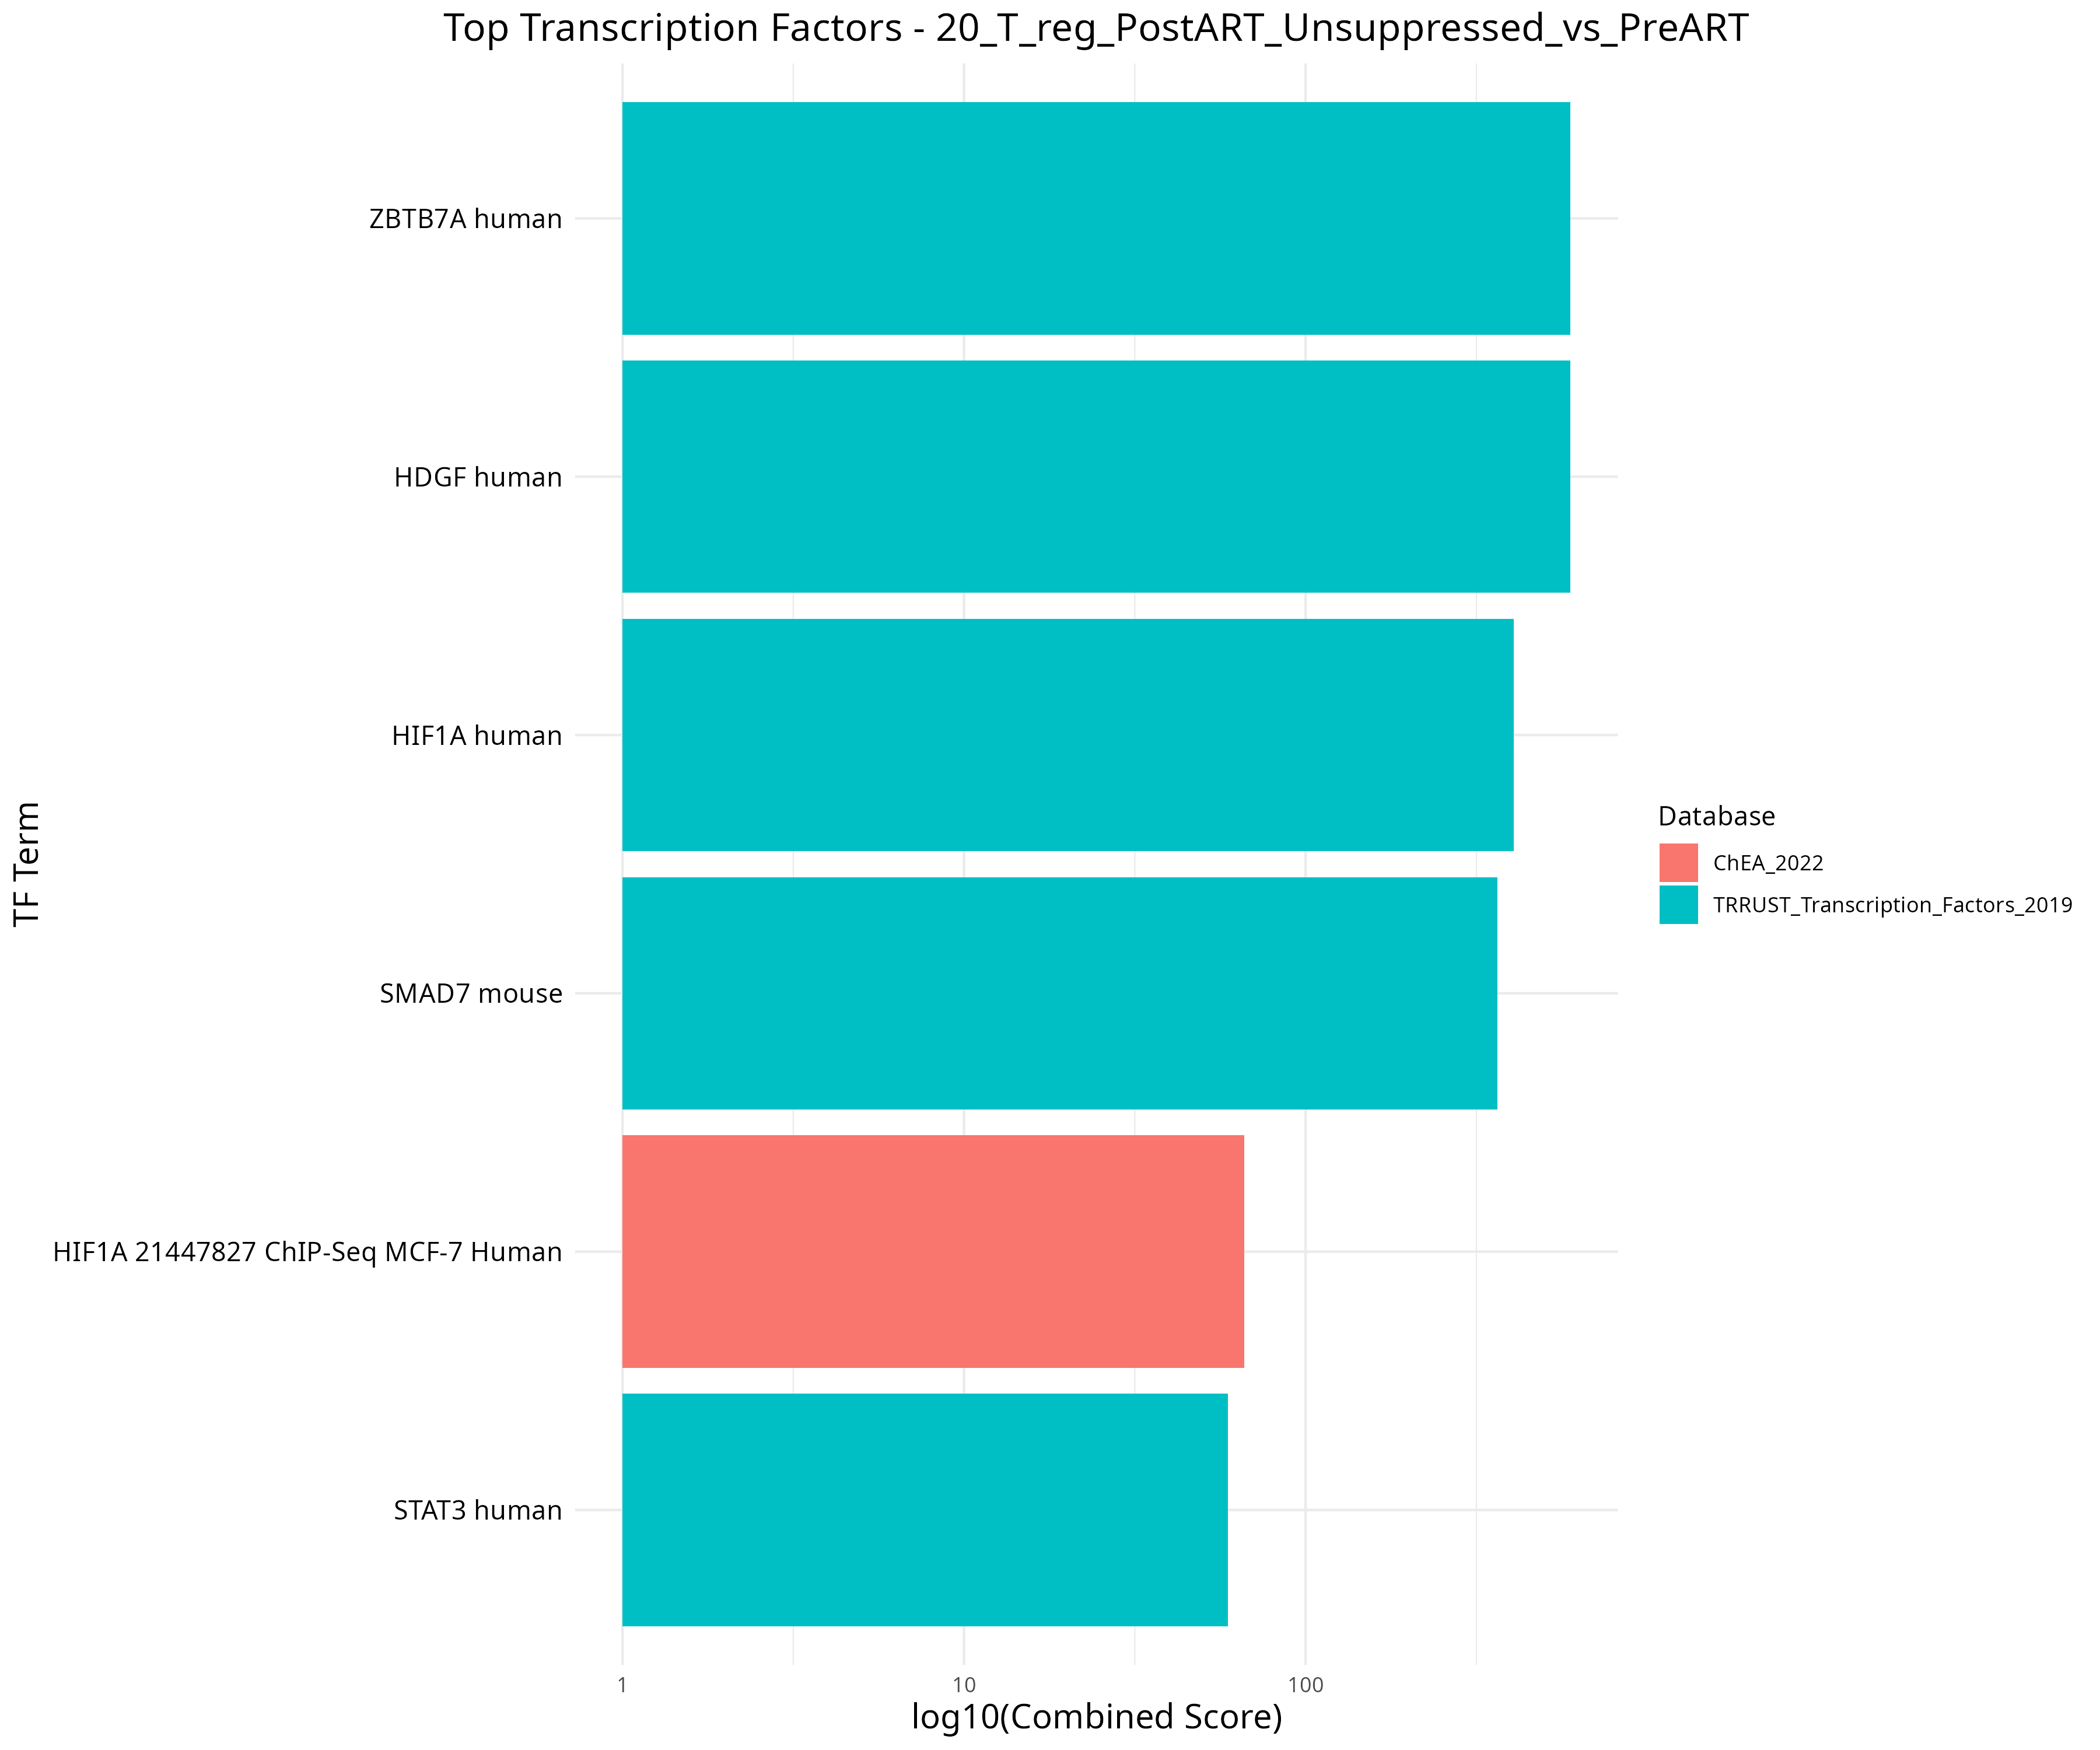 Top Transcription Factors - 20_T_reg_PostART_Unsuppressed_vs_PreART
TF Term
ZBTB7A human
HDGF human
HIF1A human
SMAD7 mouse
HIF1A 21447827 ChIP-Seq MCF-7 Human
STAT3 human
1
10
100
log10(Combined Score)
Database
ChEA_2022
TRRUST_Transcription_Factors_2019